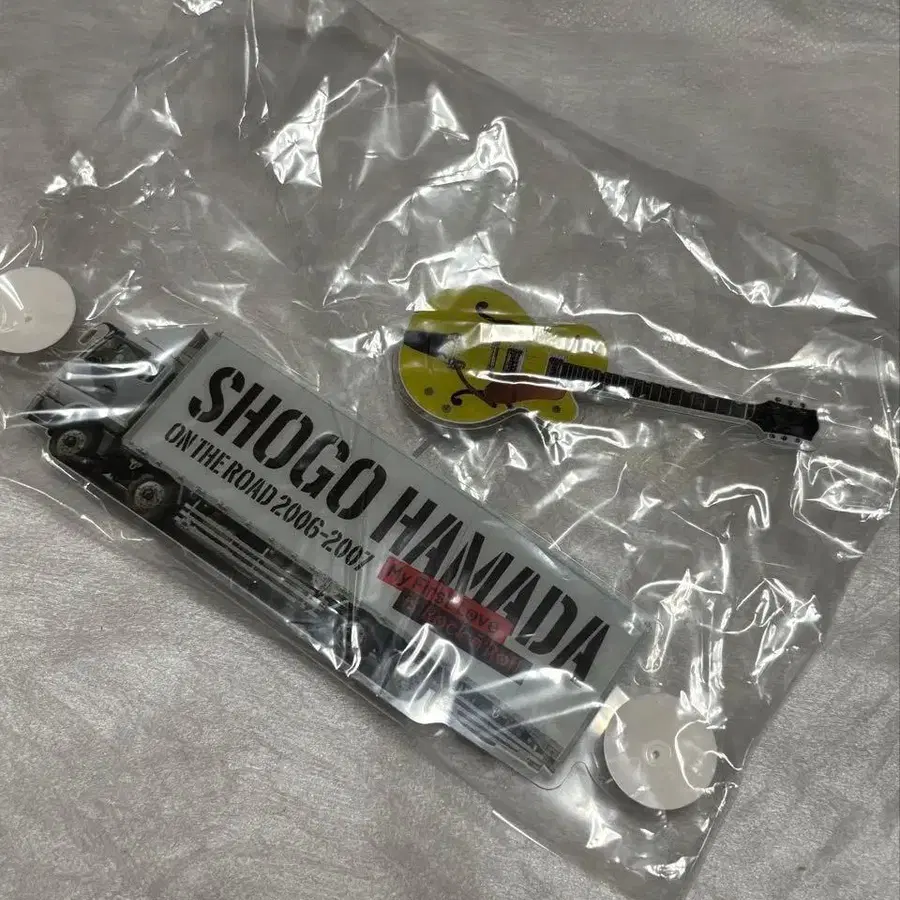 SHOGO HAMADA
ON THE ROAD 2006-2007
My First Love